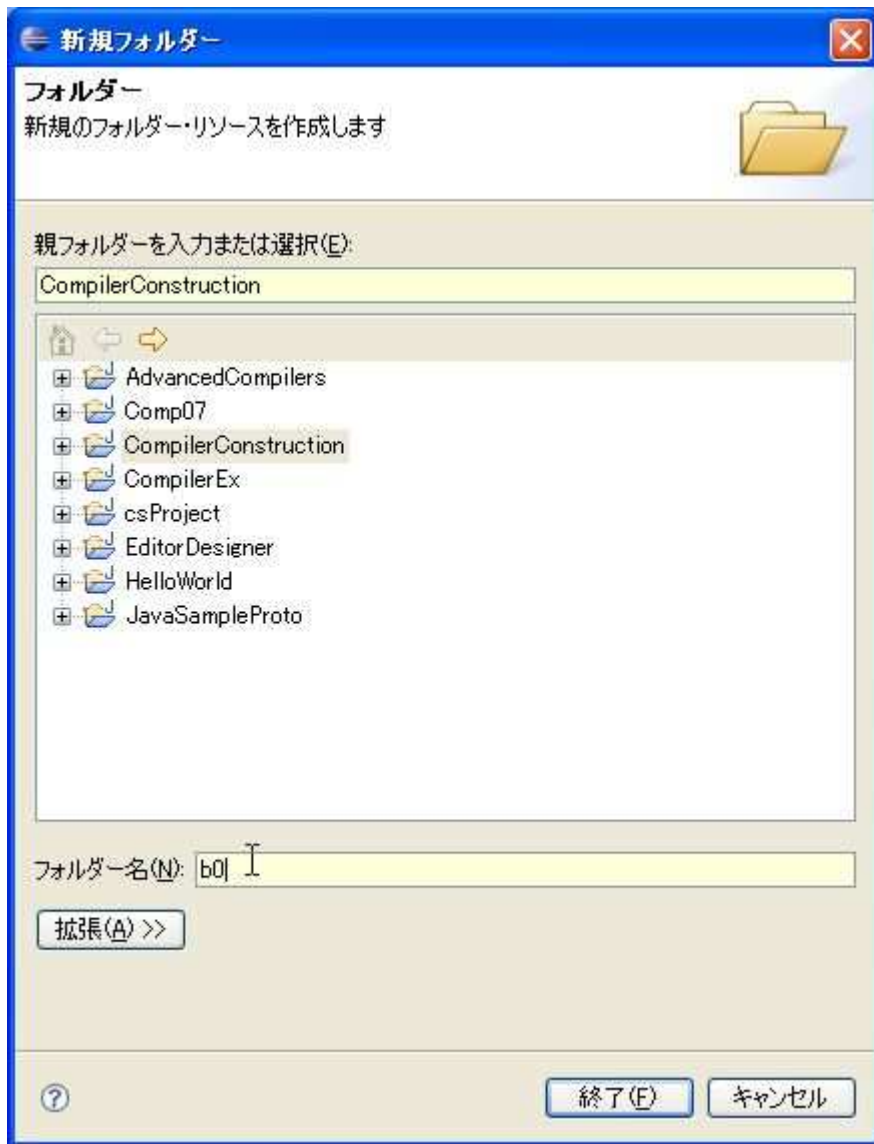 新規フォルダー
フォルダー
新規のフォルダー・リソースを作成します
親フォルダーを入力または選択(E):
CompilerConstruction
AdvancedCompilers
Comp07
CompilerConstruction
CompilerEx
csProject
EditorDesigner
HelloWorld
JavaSampleProto
フォルダー名(N): b0
拡張(A) >>
終了(F) キャンセル